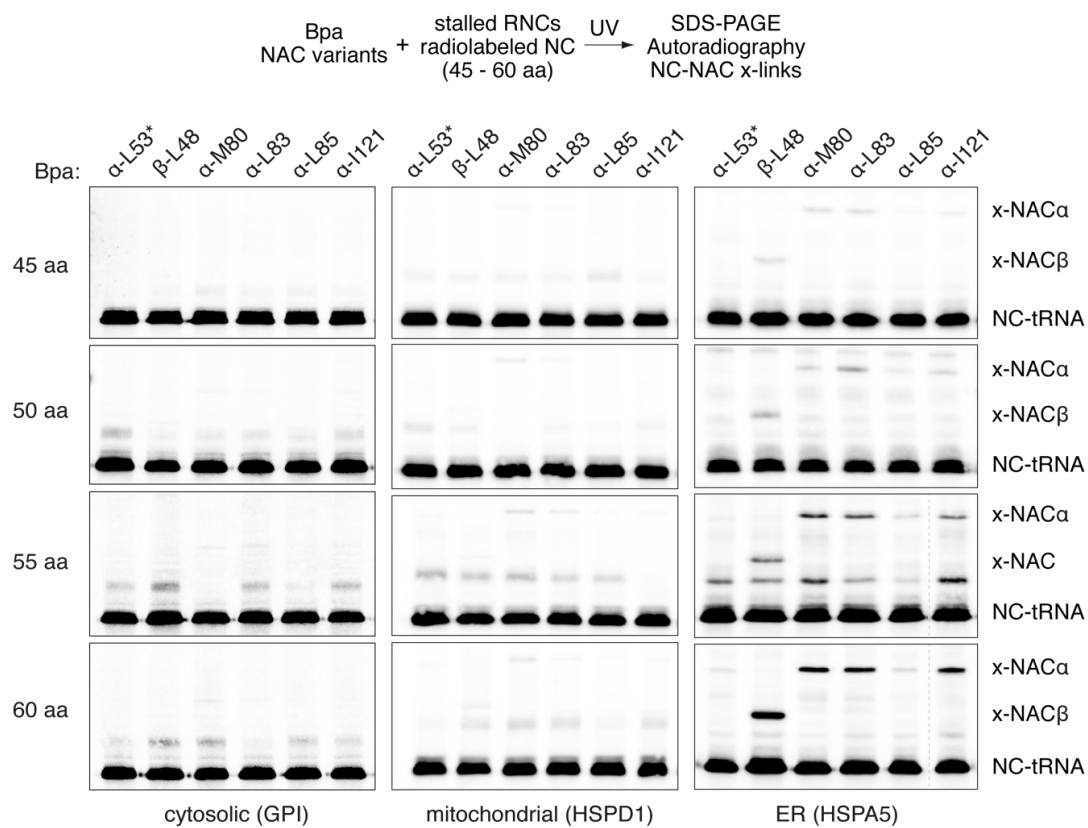 Bpa
NAC variants
+
stalled RNCs
radiolabeled NC
(45 - 60 aa)
UV
SDS-PAGE
Autoradiography
NC-NAC x-links
Bpa:
α-L53* β-L48 α-M80 α-L83 α-L85 α-I121
α-L53* β-L48 α-M80 α-L83 α-L85 α-I121
α-L53* β-L48 α-M80 α-L83 α-L85 α-I121
45 aa
x-NACα
x-NACβ
NC-tRNA
50 aa
x-NACα
x-NACβ
NC-tRNA
55 aa
x-NACα
x-NAC
NC-tRNA
60 aa
x-NACα
x-NACβ
NC-tRNA
cytosolic (GPI)
mitochondrial (HSPD1)
ER (HSPA5)